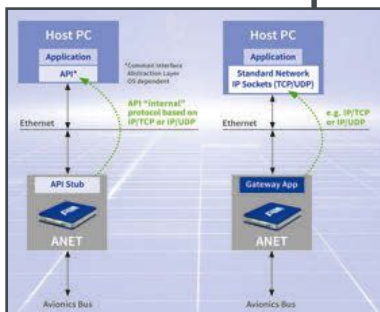 Host PC
Application
API*
*Common Interface
Abstraction Layer
OS dependent
API "internal"
protocol based on
IP/TCP or IP/UDP
Ethernet
API Stub
ANET
Avionics Bus
Host PC
Application
Standard Network
IP Sockets (TCP/UDP)
e.g. IP/TCP
or IP/UDP
Ethernet
Gateway App
ANET
Avionics Bus